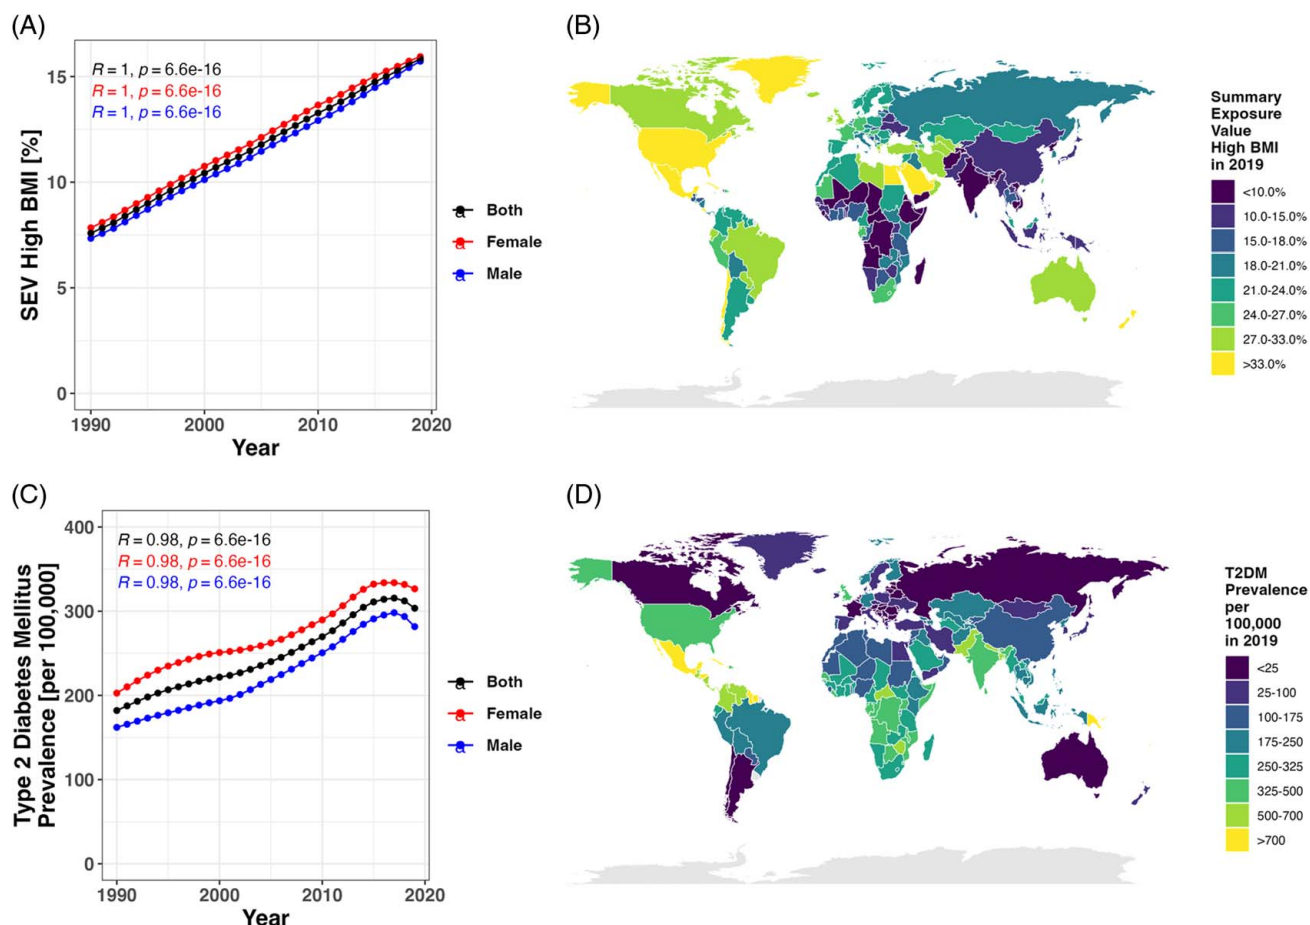 (A)
R = 1, p = 6.6e-16
R = 1, p = 6.6e-16
R = 1, p = 6.6e-16
15
10
5
0
SEV High BMI [%]
1990
2000
2010
2020
Year
Both
Female
Male
(B)
Summary
Exposure
Value
High BMI
in 2019
<10.0%
10.0-15.0%
15.0-18.0%
18.0-21.0%
21.0-24.0%
24.0-27.0%
27.0-33.0%
>33.0%
(C)
R = 0.98, p = 6.6e-16
R = 0.98, p = 6.6e-16
R = 0.98, p = 6.6e-16
400
300
200
100
0
Type 2 Diabetes Mellitus
Prevalence [per 100,000]
1990
2000
2010
2020
Year
Both
Female
Male
(D)
T2DM
Prevalence
per
100,000
in 2019
<25
25-100
100-175
175-250
250-325
325-500
500-700
>700